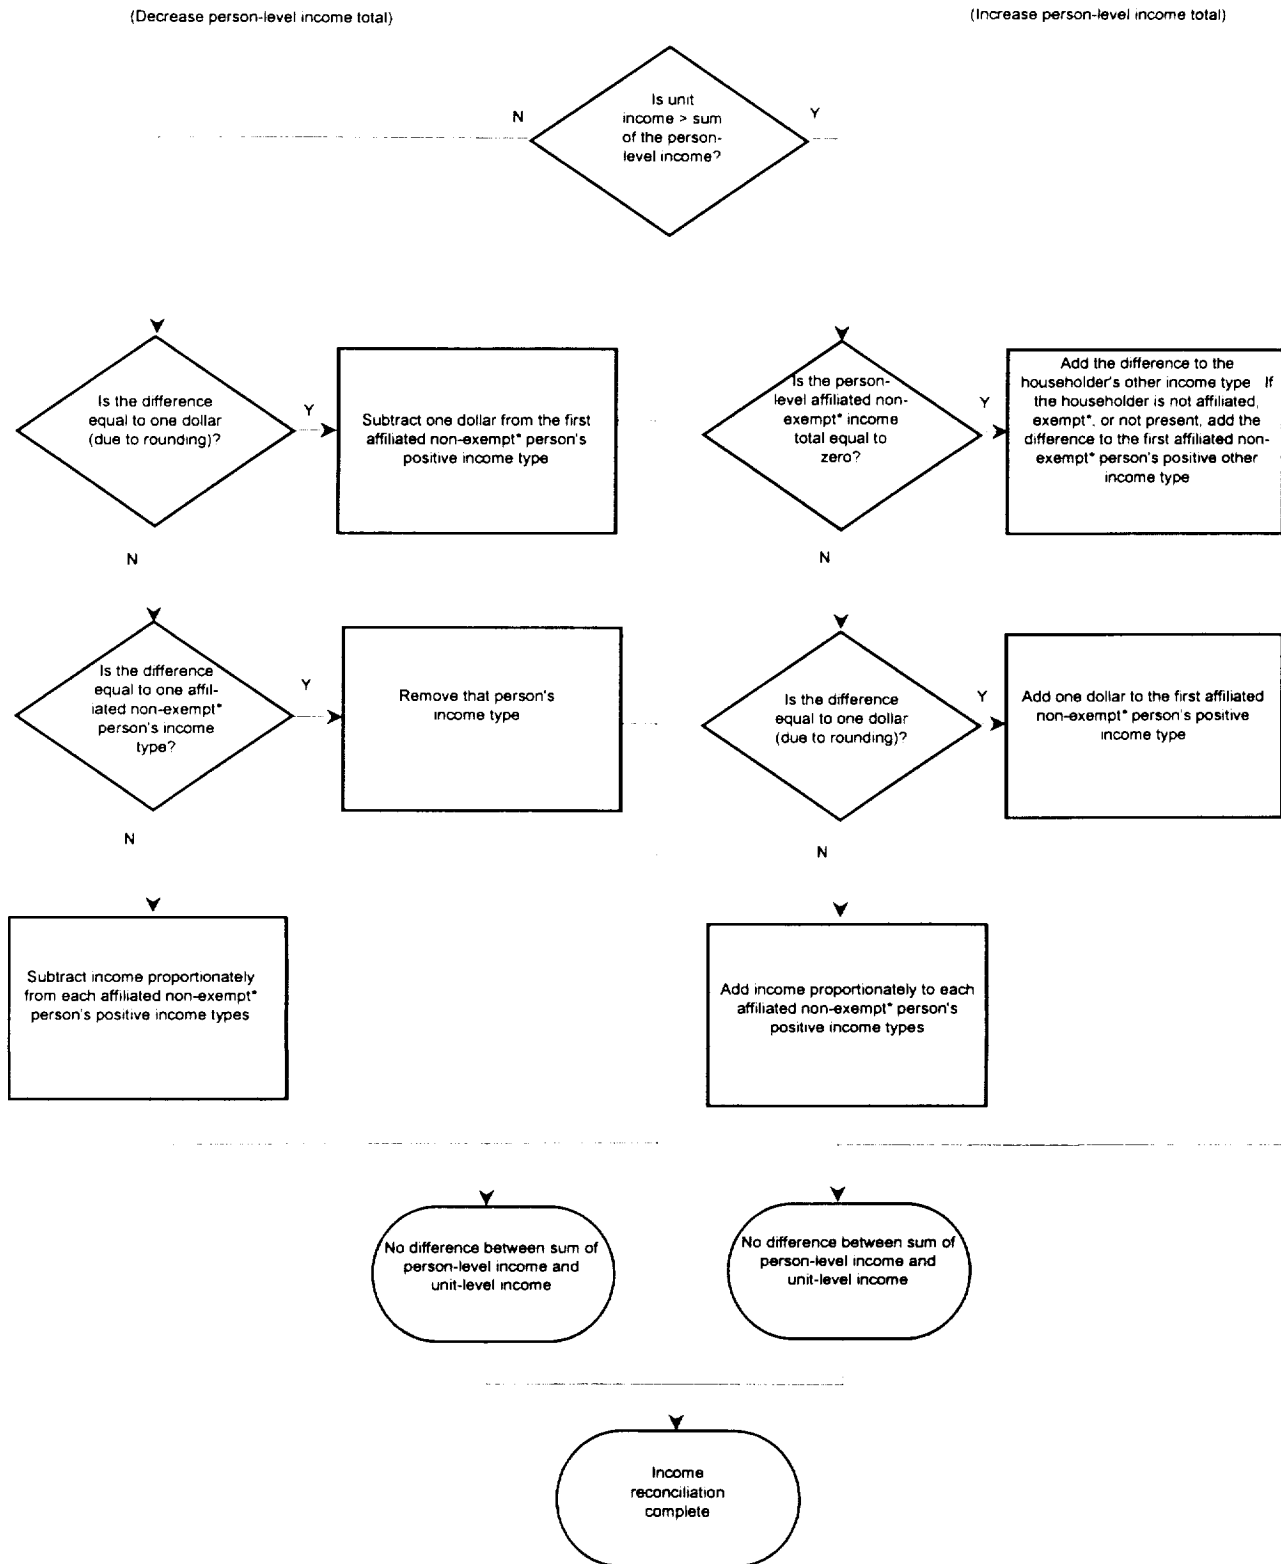 (Decrease person-level income total)
(Increase person-level income total)
Is unit
income > sum
of the person-
level income?
N
Y
Is the difference
equal to one dollar
(due to rounding)?
Y
Subtract one dollar from the first
affiliated non-exempt* person's
positive income type
Is the person-
level affiliated non-
exempt* income
total equal to
zero?
Y
Add the difference to the
householder's other income type If
the householder is not affiliated,
exempt*, or not present, add the
difference to the first affiliated non-
exempt* person's positive other
income type
N
N
Is the difference
equal to one affil-
iated non-exempt*
person's income
type?
Y
Remove that person's
income type
Is the difference
equal to one dollar
(due to rounding)?
Y
Add one dollar to the first affiliated
non-exempt* person's positive
income type
N
N
Subtract income proportionately
from each affiliated non-exempt*
person's positive income types
Add income proportionately to each
affiliated non-exempt* person's
positive income types
No difference between sum of
person-level income and
unit-level income
No difference between sum of
person-level income and
unit-level income
Income
reconciliation
complete